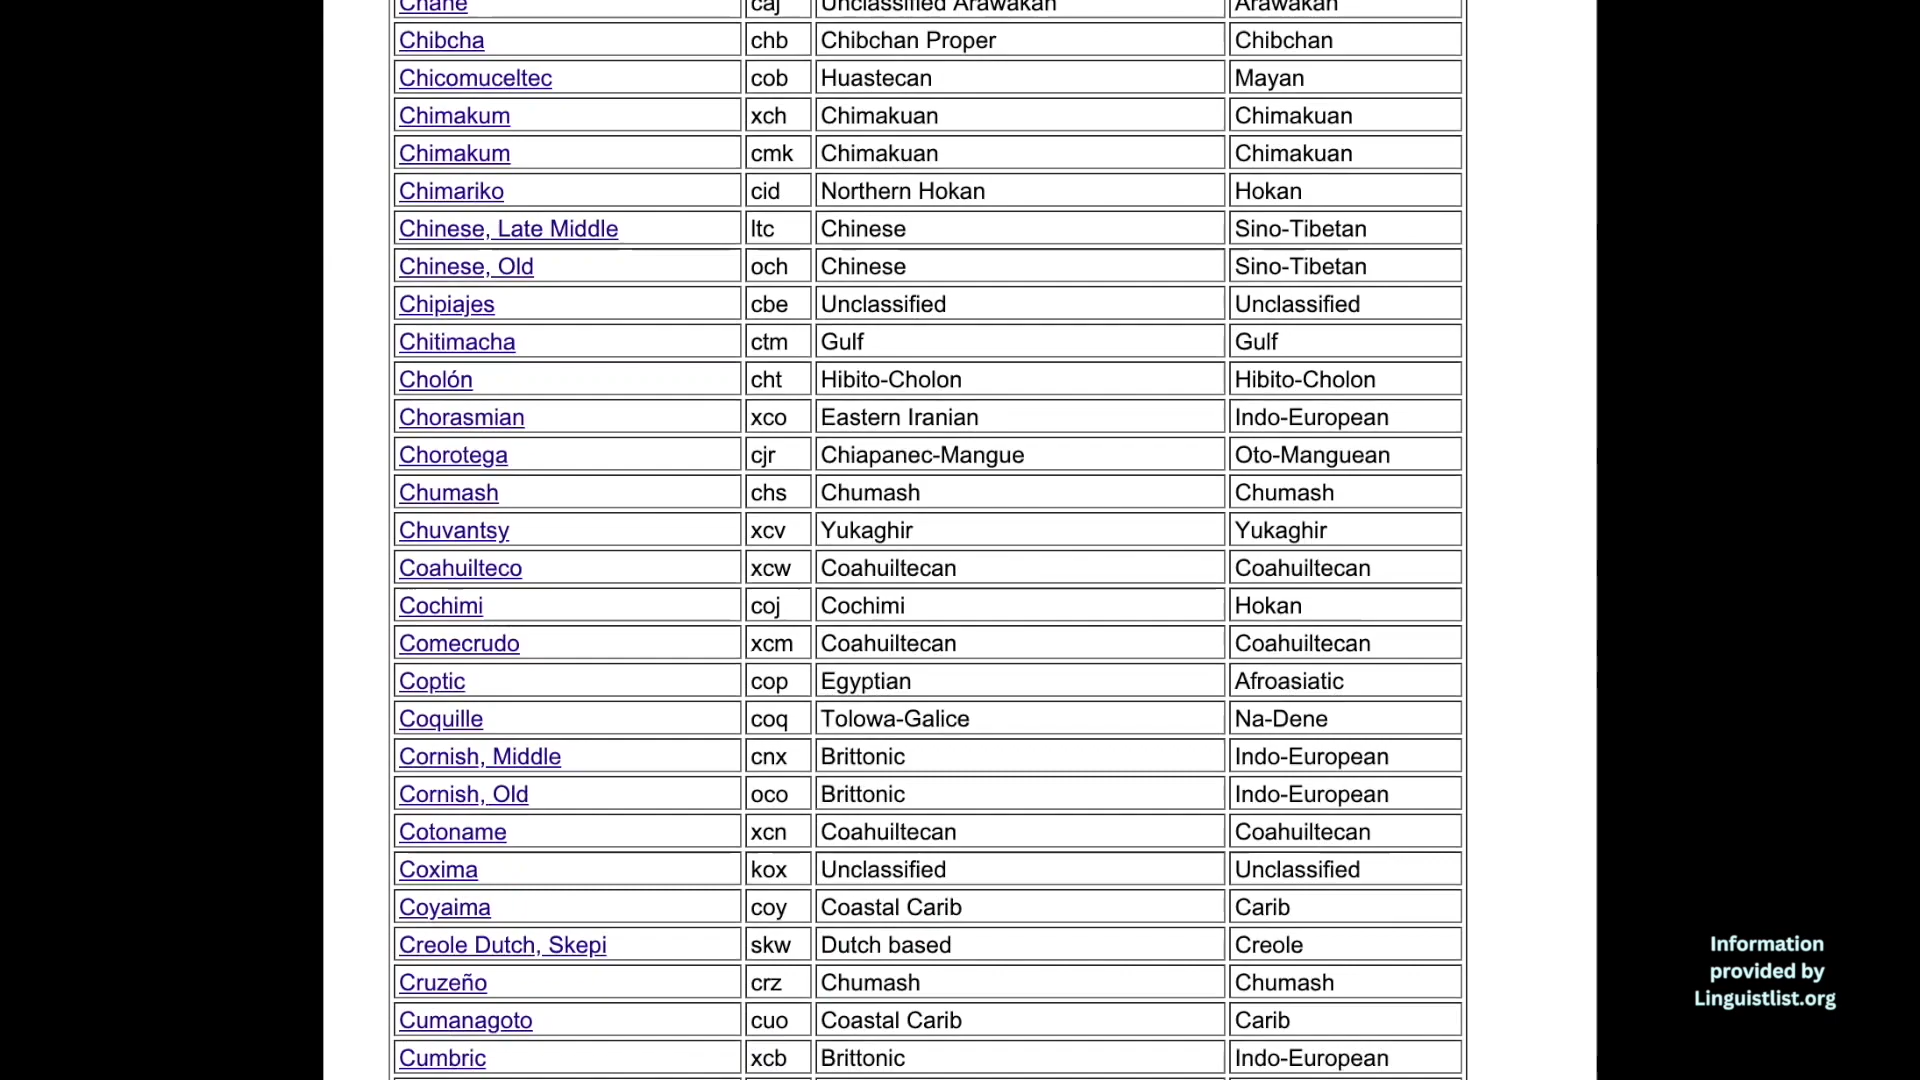 Chane caj Unclassified Arawakan Arawakan
Chibcha chb Chibchan Proper Chibchan
Chicomuceltec cob Huastecan Mayan
Chimakum xch Chimakuan Chimakuan
Chimakum cmk Chimakuan Chimakuan
Chimariko cid Northern Hokan Hokan
Chinese, Late Middle ltc Chinese Sino-Tibetan
Chinese, Old och Chinese Sino-Tibetan
Chipiajes cbe Unclassified Unclassified
Chitimacha ctm Gulf Gulf
Cholón cht Hibito-Cholon Hibito-Cholon
Chorasmian xco Eastern Iranian Indo-European
Chorotega cjr Chiapanec-Mangue Oto-Manguean
Chumash chs Chumash Chumash
Chuvantsy xcv Yukaghir Yukaghir
Coahuilteco xcw Coahuiltecan Coahuiltecan
Cochimi coj Cochimi Hokan
Comecrudo xcm Coahuiltecan Coahuiltecan
Coptic cop Egyptian Afroasiatic
Coquille coq Tolowa-Galice Na-Dene
Cornish, Middle cnx Brittonic Indo-European
Cornish, Old oco Brittonic Indo-European
Cotoname xcn Coahuiltecan Coahuiltecan
Coxima kox Unclassified Unclassified
Coyaima coy Coastal Carib Carib
Creole Dutch, Skepi skw Dutch based Creole
Cruzeño crz Chumash Chumash
Cumanagoto cuo Coastal Carib Carib
Cumbric xcb Brittonic Indo-European
Information
provided by
Linguistlist.org